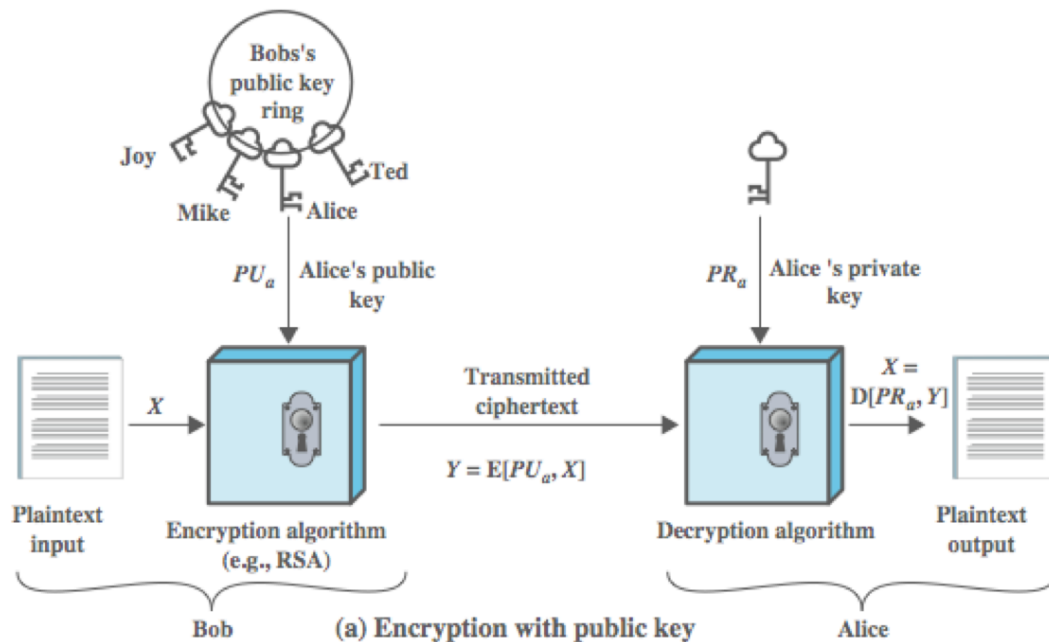 Bobs's
public key
ring
Joy
Ted
Mike
Alice
PUa
Alice's public
key
PRa
Alice 's private
key
X
Transmitted
ciphertext
X =
D[PRa, Y]
Y = E[PUa, X]
Plaintext
input
Encryption algorithm
(e.g., RSA)
Decryption algorithm
Plaintext
output
Bob
(a) Encryption with public key
Alice